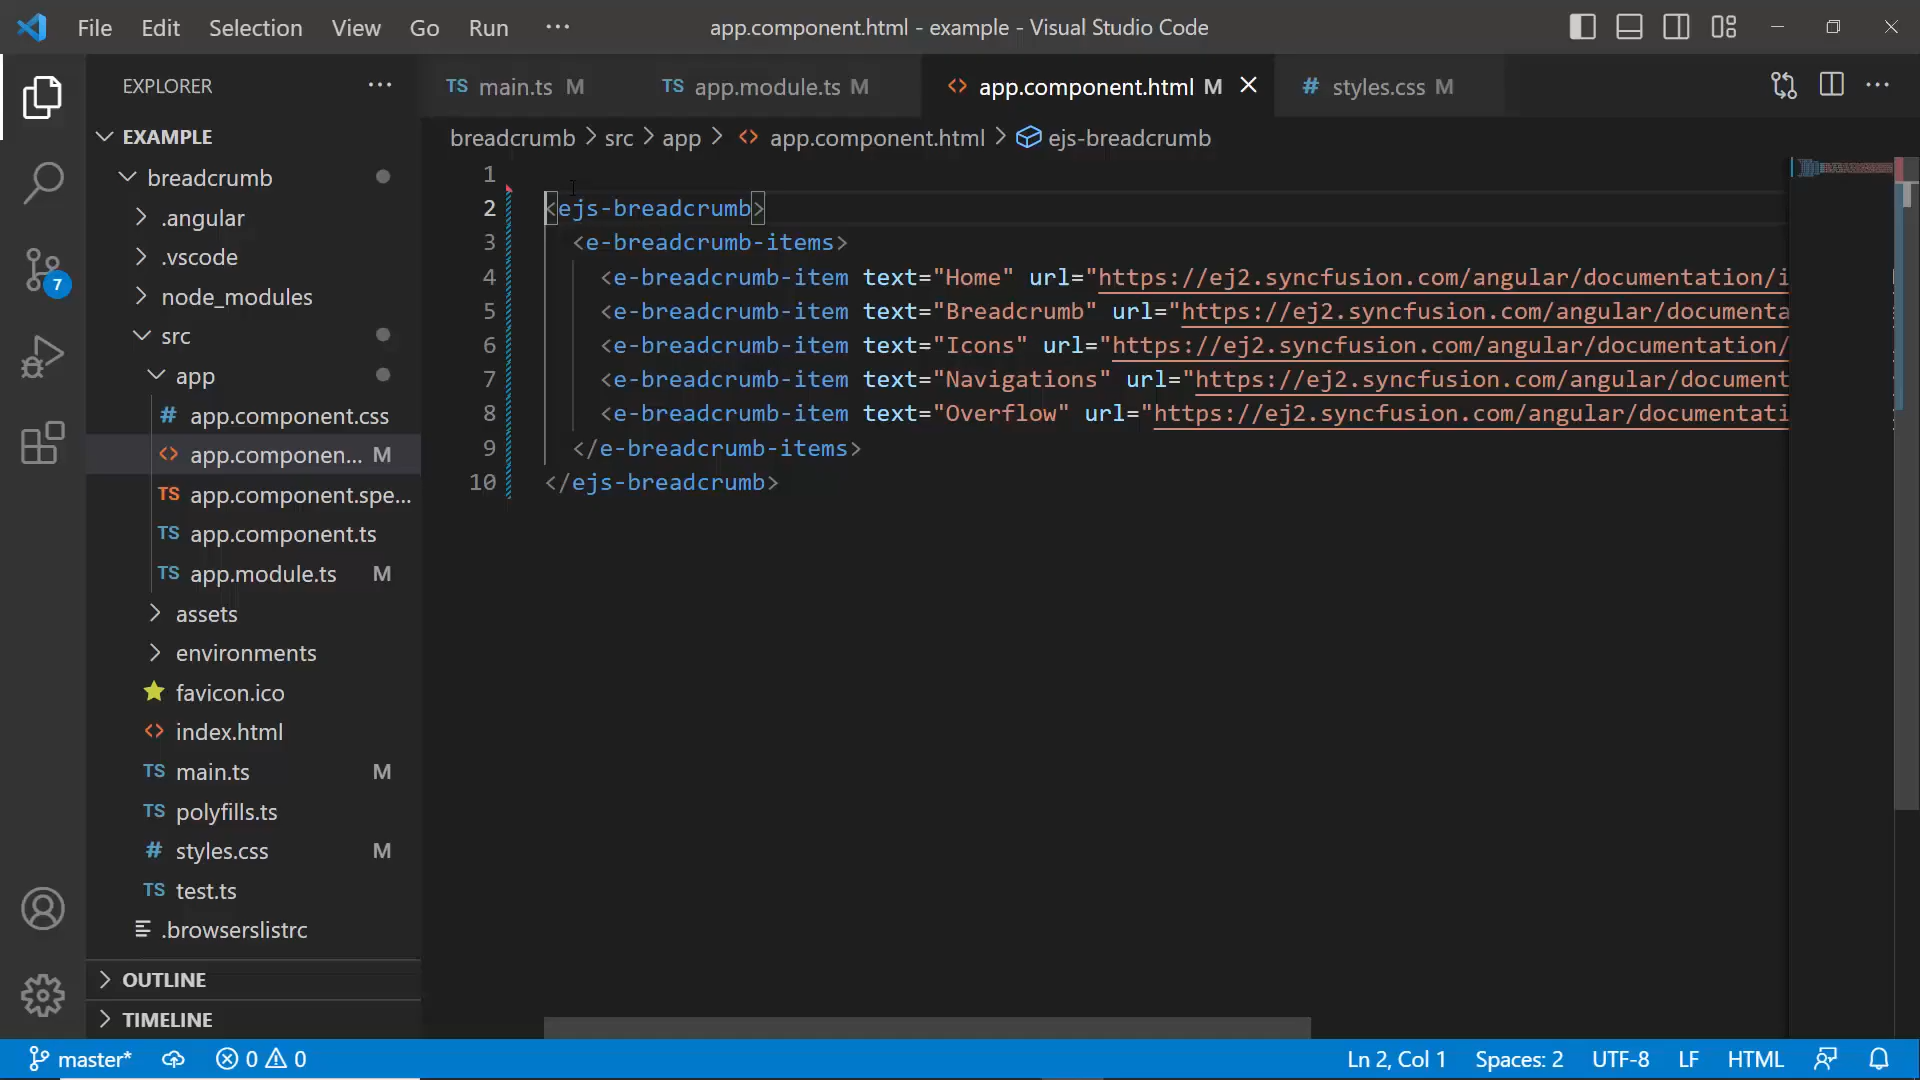 File Edit Selection View Go Run ···
app.component.html - example - Visual Studio Code
EXPLORER
EXAMPLE
breadcrumb
.angular
.vscode
node_modules
src
app
# app.component.css
<> app.componen... M
TS app.component.spe...
TS app.component.ts
TS app.module.ts M
assets
environments
favicon.ico
<> index.html
TS main.ts M
TS polyfills.ts
# styles.css M
TS test.ts
.browserslistrc
OUTLINE
TIMELINE
7
TS main.ts M
TS app.module.ts M
<> app.component.html M
# styles.css M
breadcrumb > src > app > <> app.component.html > ejs-breadcrumb
1
2 <ejs-breadcrumb>
3 <e-breadcrumb-items>
4 <e-breadcrumb-item text="Home" url="https://ej2.syncfusion.com/angular/documentation/i
5 <e-breadcrumb-item text="Breadcrumb" url="https://ej2.syncfusion.com/angular/documenta
6 <e-breadcrumb-item text="Icons" url="https://ej2.syncfusion.com/angular/documentation/
7 <e-breadcrumb-item text="Navigations" url="https://ej2.syncfusion.com/angular/document
8 <e-breadcrumb-item text="Overflow" url="https://ej2.syncfusion.com/angular/documentati
9 </e-breadcrumb-items>
10 </ejs-breadcrumb>
master* 0 0 Ln 2, Col 1 Spaces: 2 UTF-8 LF HTML